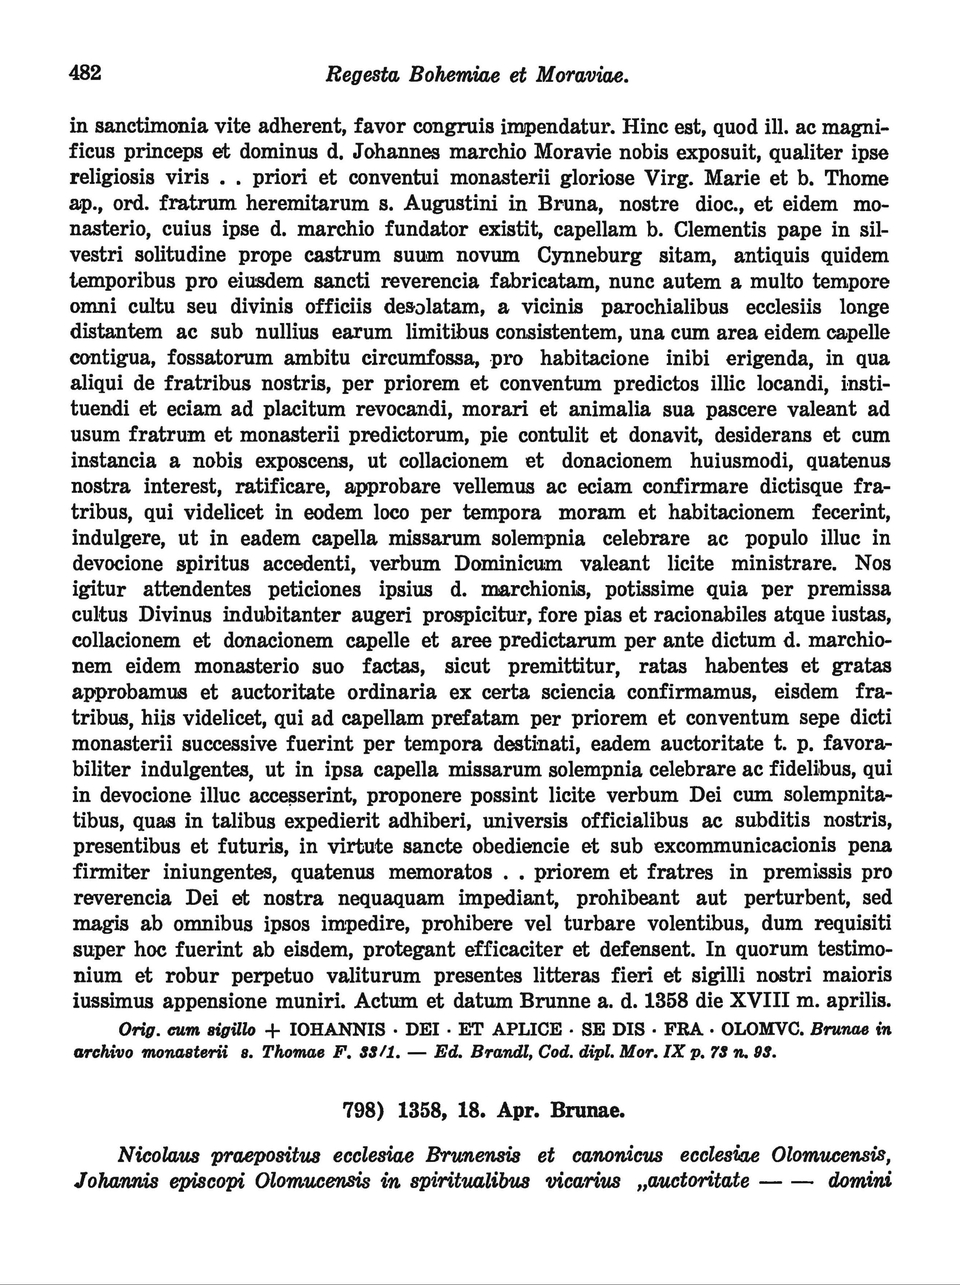 482
Regesta Bohemiae et Moraviae.
in sanctimonia vite adherent, favor congruis impendatur. Hinc est, quod ill. ac magni-
ficus princeps et dominus d. Johannes marchio Moravie nobis exposuit, qualiter ipse
religiosis viris . . priori et conventui monasterii gloriose Virg. Marie et b. Thome
ap., ord. fratrum heremitarum s. Augustini in Bruna, nostre dioc., et eidem mo-
nasterio, cuius ipse d. marchio fundator existit, capellam b. Clementis pape in sil-
vestri solitudine prope castrum suum novum Cynneburg sitam, antiquis quidem
temporibus pro eiusdem sancti reverencia fabricatam, nunc autem a multo tempore
omni cultu seu divinis officiis desolatam, a vicinis parochialibus ecclesiis longe
distantem ac sub nullius earum limitibus consistentem, una cum area eidem capelle
contigua, fossatorum ambitu circumfossa, pro habitacione inibi erigenda, in qua
aliqui de fratribus nostris, per priorem et conventum predictos illic locandi, insti-
tuendi et eciam ad placitum revocandi, morari et animalia sua pascere valeant ad
usum fratrum et monasterii predictorum, pie contulit et donavit, desiderans et cum
instancia a nobis exposcens, ut collacionem et donacionem huiusmodi, quatenus
nostra interest, ratificare, approbare vellemus ac eciam confirmare dictisque fra-
tribus, qui videlicet in eodem loco per tempora moram et habitacionem fecerint,
indulgere, ut in eadem capella missarum solempnia celebrare ac populo illuc in
devocione spiritus accedenti, verbum Dominicum valeant licite ministrare. Nos
igitur attendentes peticiones ipsius d. marchionis, potissime quia per premissa
cultus Divinus indubitanter augeri prospicitur, fore pias et racionabiles atque iustas,
collacionem et donacionem capelle et aree predictarum per ante dictum d. marchio-
nem eidem monasterio suo factas, sicut premittitur, ratas habentes et gratas
approbamus et auctoritate ordinaria ex certa sciencia confirmamus, eisdem fra-
tribus, hiis videlicet, qui ad capellam prefatam per priorem et conventum sepe dicti
monasterii successive fuerint per tempora destinati, eadem auctoritate t. p. favora-
biliter indulgentes, ut in ipsa capella missarum solempnia celebrare ac fidelibus, qui
in devocione illuc accesserint, proponere possint licite verbum Dei cum solempnita-
tibus, quas in talibus expedierit adhiberi, universis officialibus ac subditis nostris,
presentibus et futuris, in virtute sancte obediencie et sub excommunicacionis pena
firmiter iniungentes, quatenus memoratos . . priorem et fratres in premissis pro
reverencia Dei et nostra nequaquam impediant, prohibeant aut perturbent, sed
magis ab omnibus ipsos impedire, prohibere vel turbare volentibus, dum requisiti
super hoc fuerint ab eisdem, protegant efficaciter et defensent. In quorum testimo-
nium et robur perpetuo valiturum presentes litteras fieri et sigilli nostri maioris
iussimus appensione muniri. Actum et datum Brunne a. d. 1358 die XVIII m. aprilis.
Orig. cum sigillo + IOHANNIS · DEI · ET APLICE · SE DIS · FRA · OLOMVC. Brunae in
archivo monasterii s. Thomae F. 33/1. — Ed. Brandl, Cod. dipl. Mor. IX p. 73 n. 93.
798) 1358, 18. Apr. Brunae.
Nicolaus praepositus ecclesiae Brunensis et canonicus ecclesiae Olomucensis,
Johannis episcopi Olomucensis in spiritualibus vicarius „auctoritate — — domini